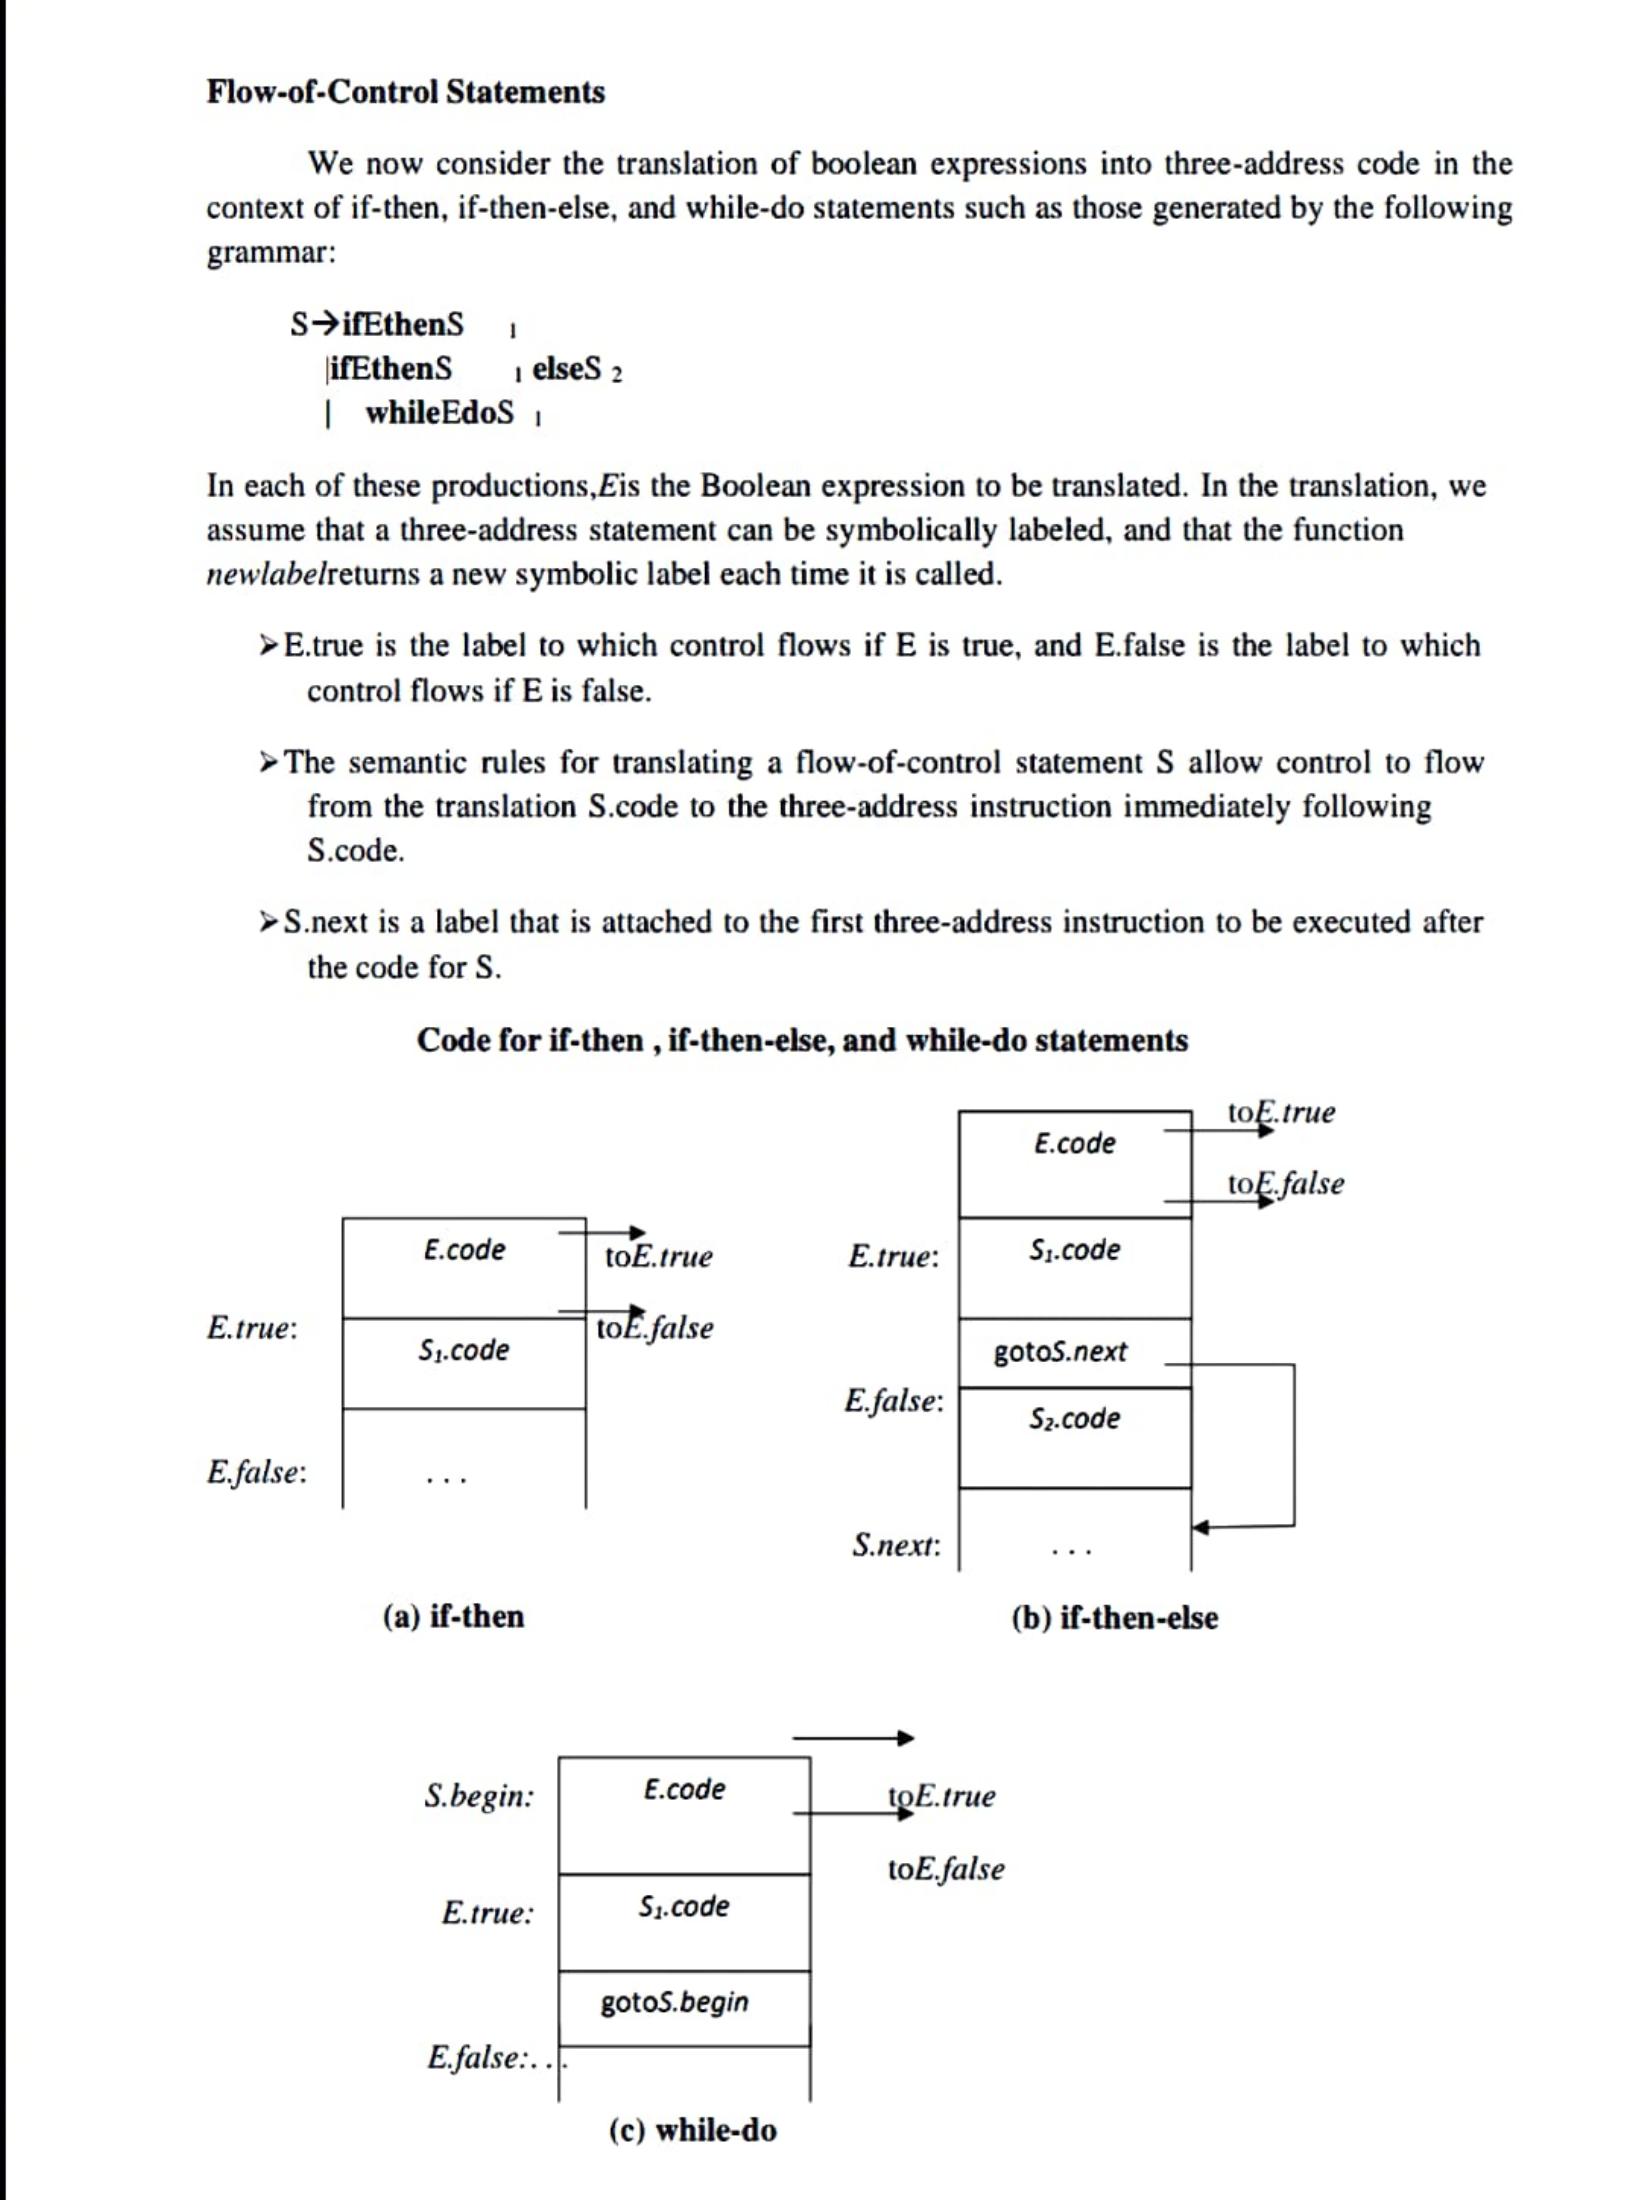 Flow-of-Control Statements
We now consider the translation of boolean expressions into three-address code in the
context of if-then, if-then-else, and while-do statements such as those generated by the following
grammar:
S→ifEthenS 1
|ifEthenS 1 elseS 2
| whileEdoS 1
In each of these productions,Eis the Boolean expression to be translated. In the translation, we
assume that a three-address statement can be symbolically labeled, and that the function
newlabelreturns a new symbolic label each time it is called.
➢E.true is the label to which control flows if E is true, and E.false is the label to which
control flows if E is false.
➢The semantic rules for translating a flow-of-control statement S allow control to flow
from the translation S.code to the three-address instruction immediately following
S.code.
➢S.next is a label that is attached to the first three-address instruction to be executed after
the code for S.
Code for if-then , if-then-else, and while-do statements
E.code
toE.true
E.true:
toE.false
S1.code
E.false:
...
(a) if-then
toE.true
E.code
toE.false
E.true:
S1.code
gotoS.next
E.false:
S2.code
S.next:
...
(b) if-then-else
S.begin:
E.code
toE.true
toE.false
E.true:
S1.code
gotoS.begin
E.false:...
(c) while-do